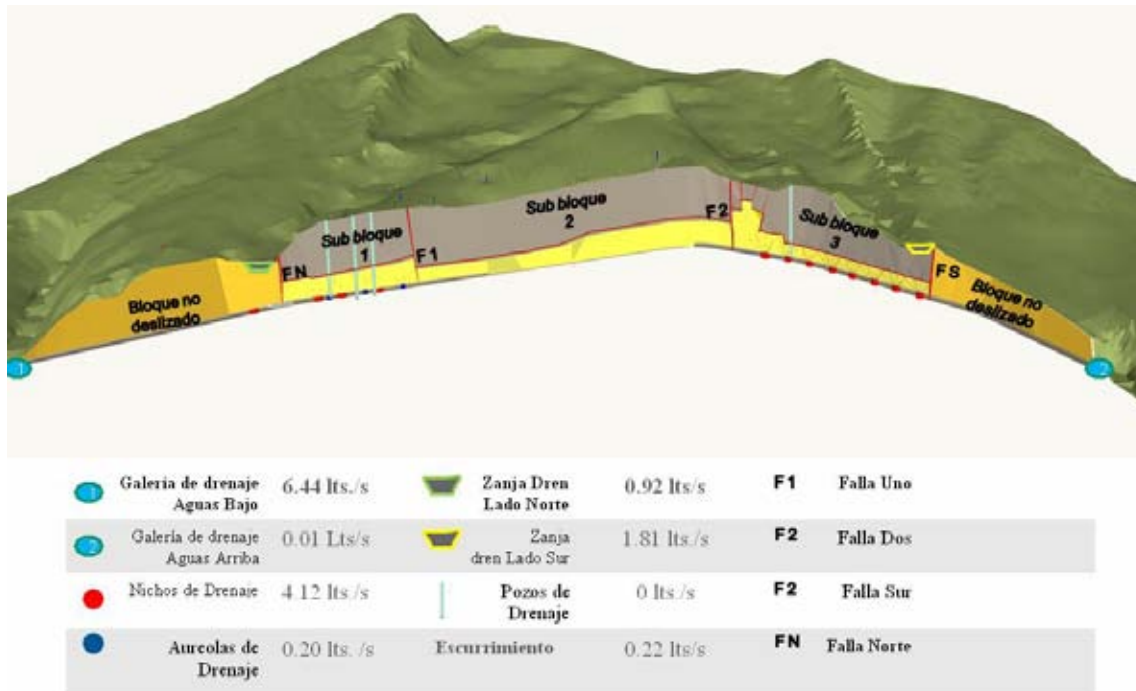 Sub bloque
2
F2
Sub bloque
3
Sub bloque
1
F1
FN
FS
Bloque no
deslizado
Bloque no
deslizado
1
2
1 Galería de drenaje 6.44 lts./s Zanja Dren 0.92 lts/s F1 Falla Uno
Aguas Bajo Lado Norte
2 Galería de drenaje 0.01 Lts/s Zanja 1.81 lts./s F2 Falla Dos
Aguas Arriba dren Lado Sur
Nichos de Drenaje 4.12 lts./s Pozos de 0 lts./s F2 Falla Sur
Drenaje
Aureolas de 0.20 lts. /s Escurrimiento 0.22 lts/s FN Falla Norte
Drenaje